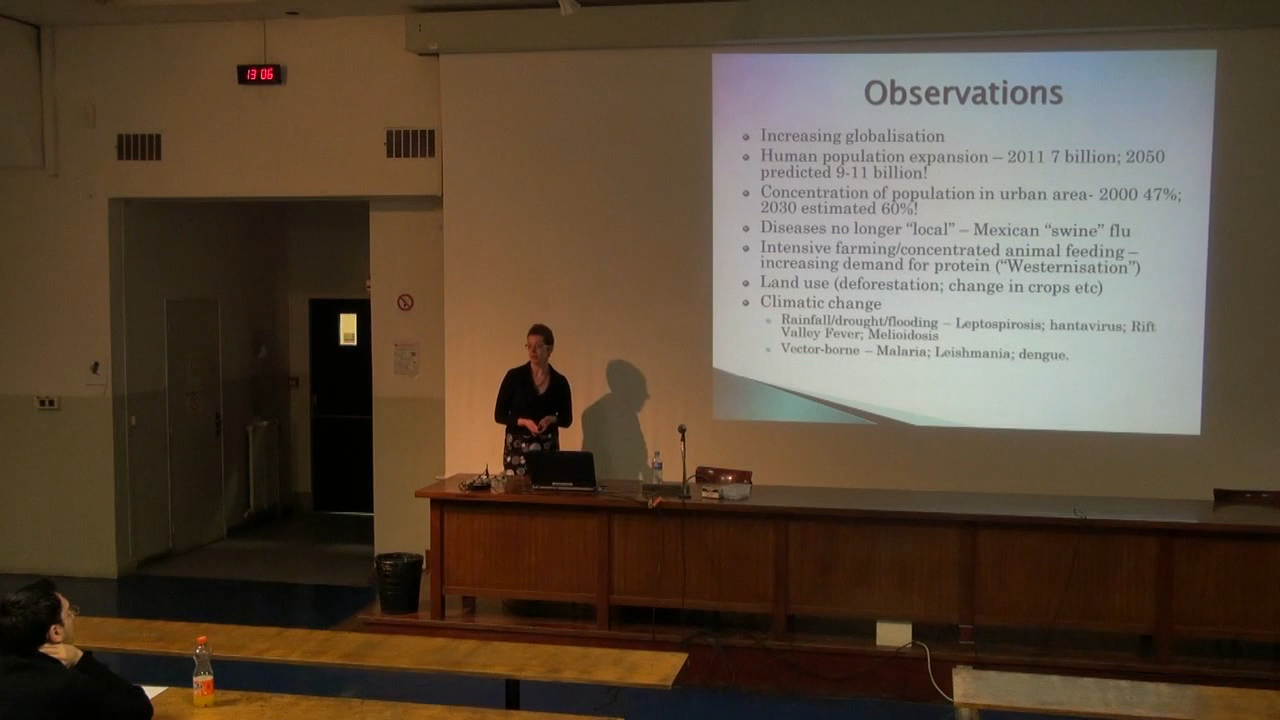 13 06
Observations
Increasing globalisation
Human population expansion – 2011 7 billion; 2050
predicted 9-11 billion!
Concentration of population in urban area- 2000 47%;
2030 estimated 60%!
Diseases no longer “local” – Mexican “swine” flu
Intensive farming/concentrated animal feeding –
increasing demand for protein (“Westernisation”)
Land use (deforestation; change in crops etc)
Climatic change
Rainfall/drought/flooding – Leptospirosis; hantavirus; Rift
Valley Fever; Melioidosis
Vector-borne – Malaria; Leishmania; dengue.